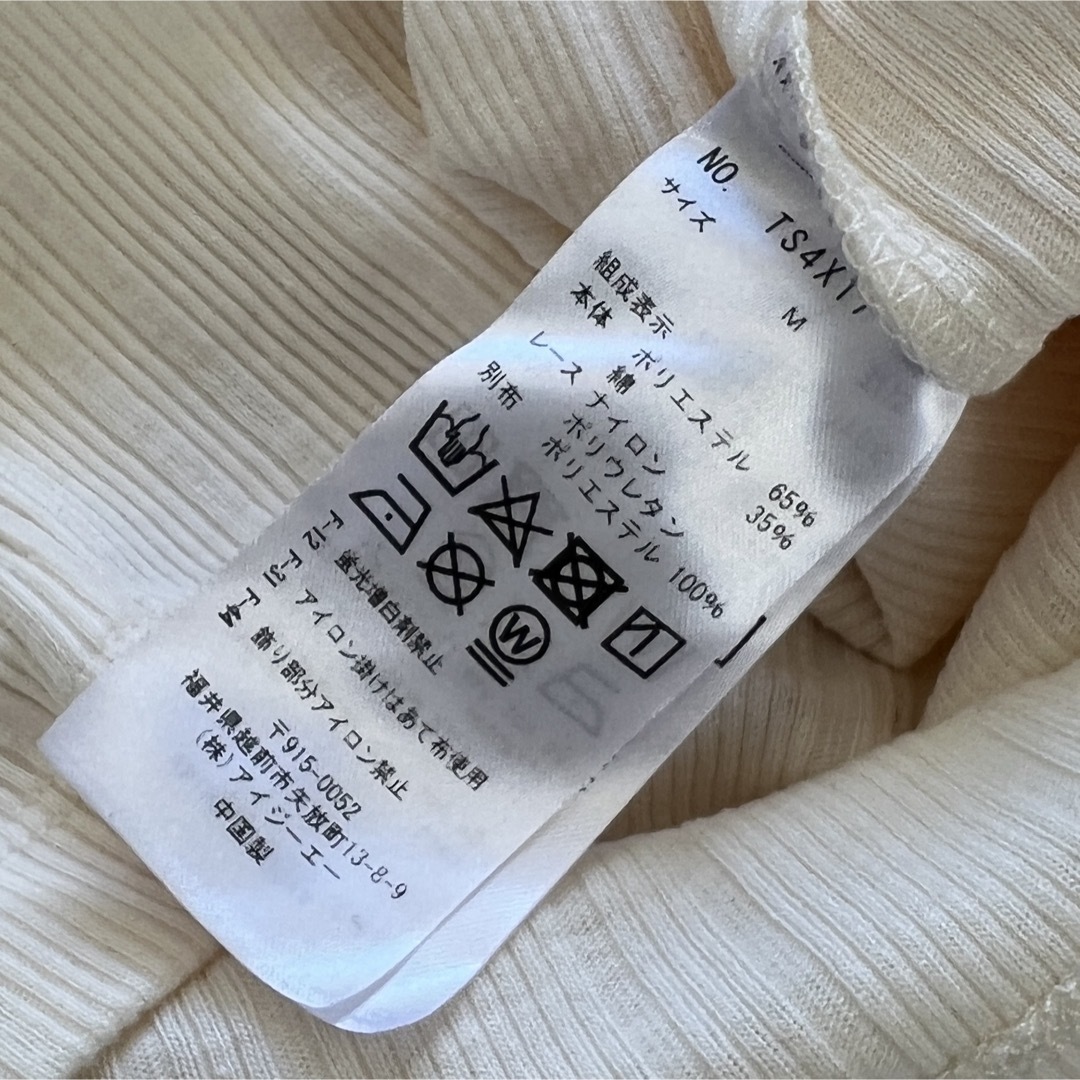 NO. TS4X17
サイズ M
組成表示
本体 ポリエステル 65%
綿 35%
レース ナイロン
ポリウレタン
別布 ポリエステル 100%
W
T-12 蛍光増白剤禁止
T-31 アイロン掛けはあて布使用
飾り部分アイロン禁止
〒915-0052
福井県越前市矢放町13-8-9
(株)アイジーエー
中国製